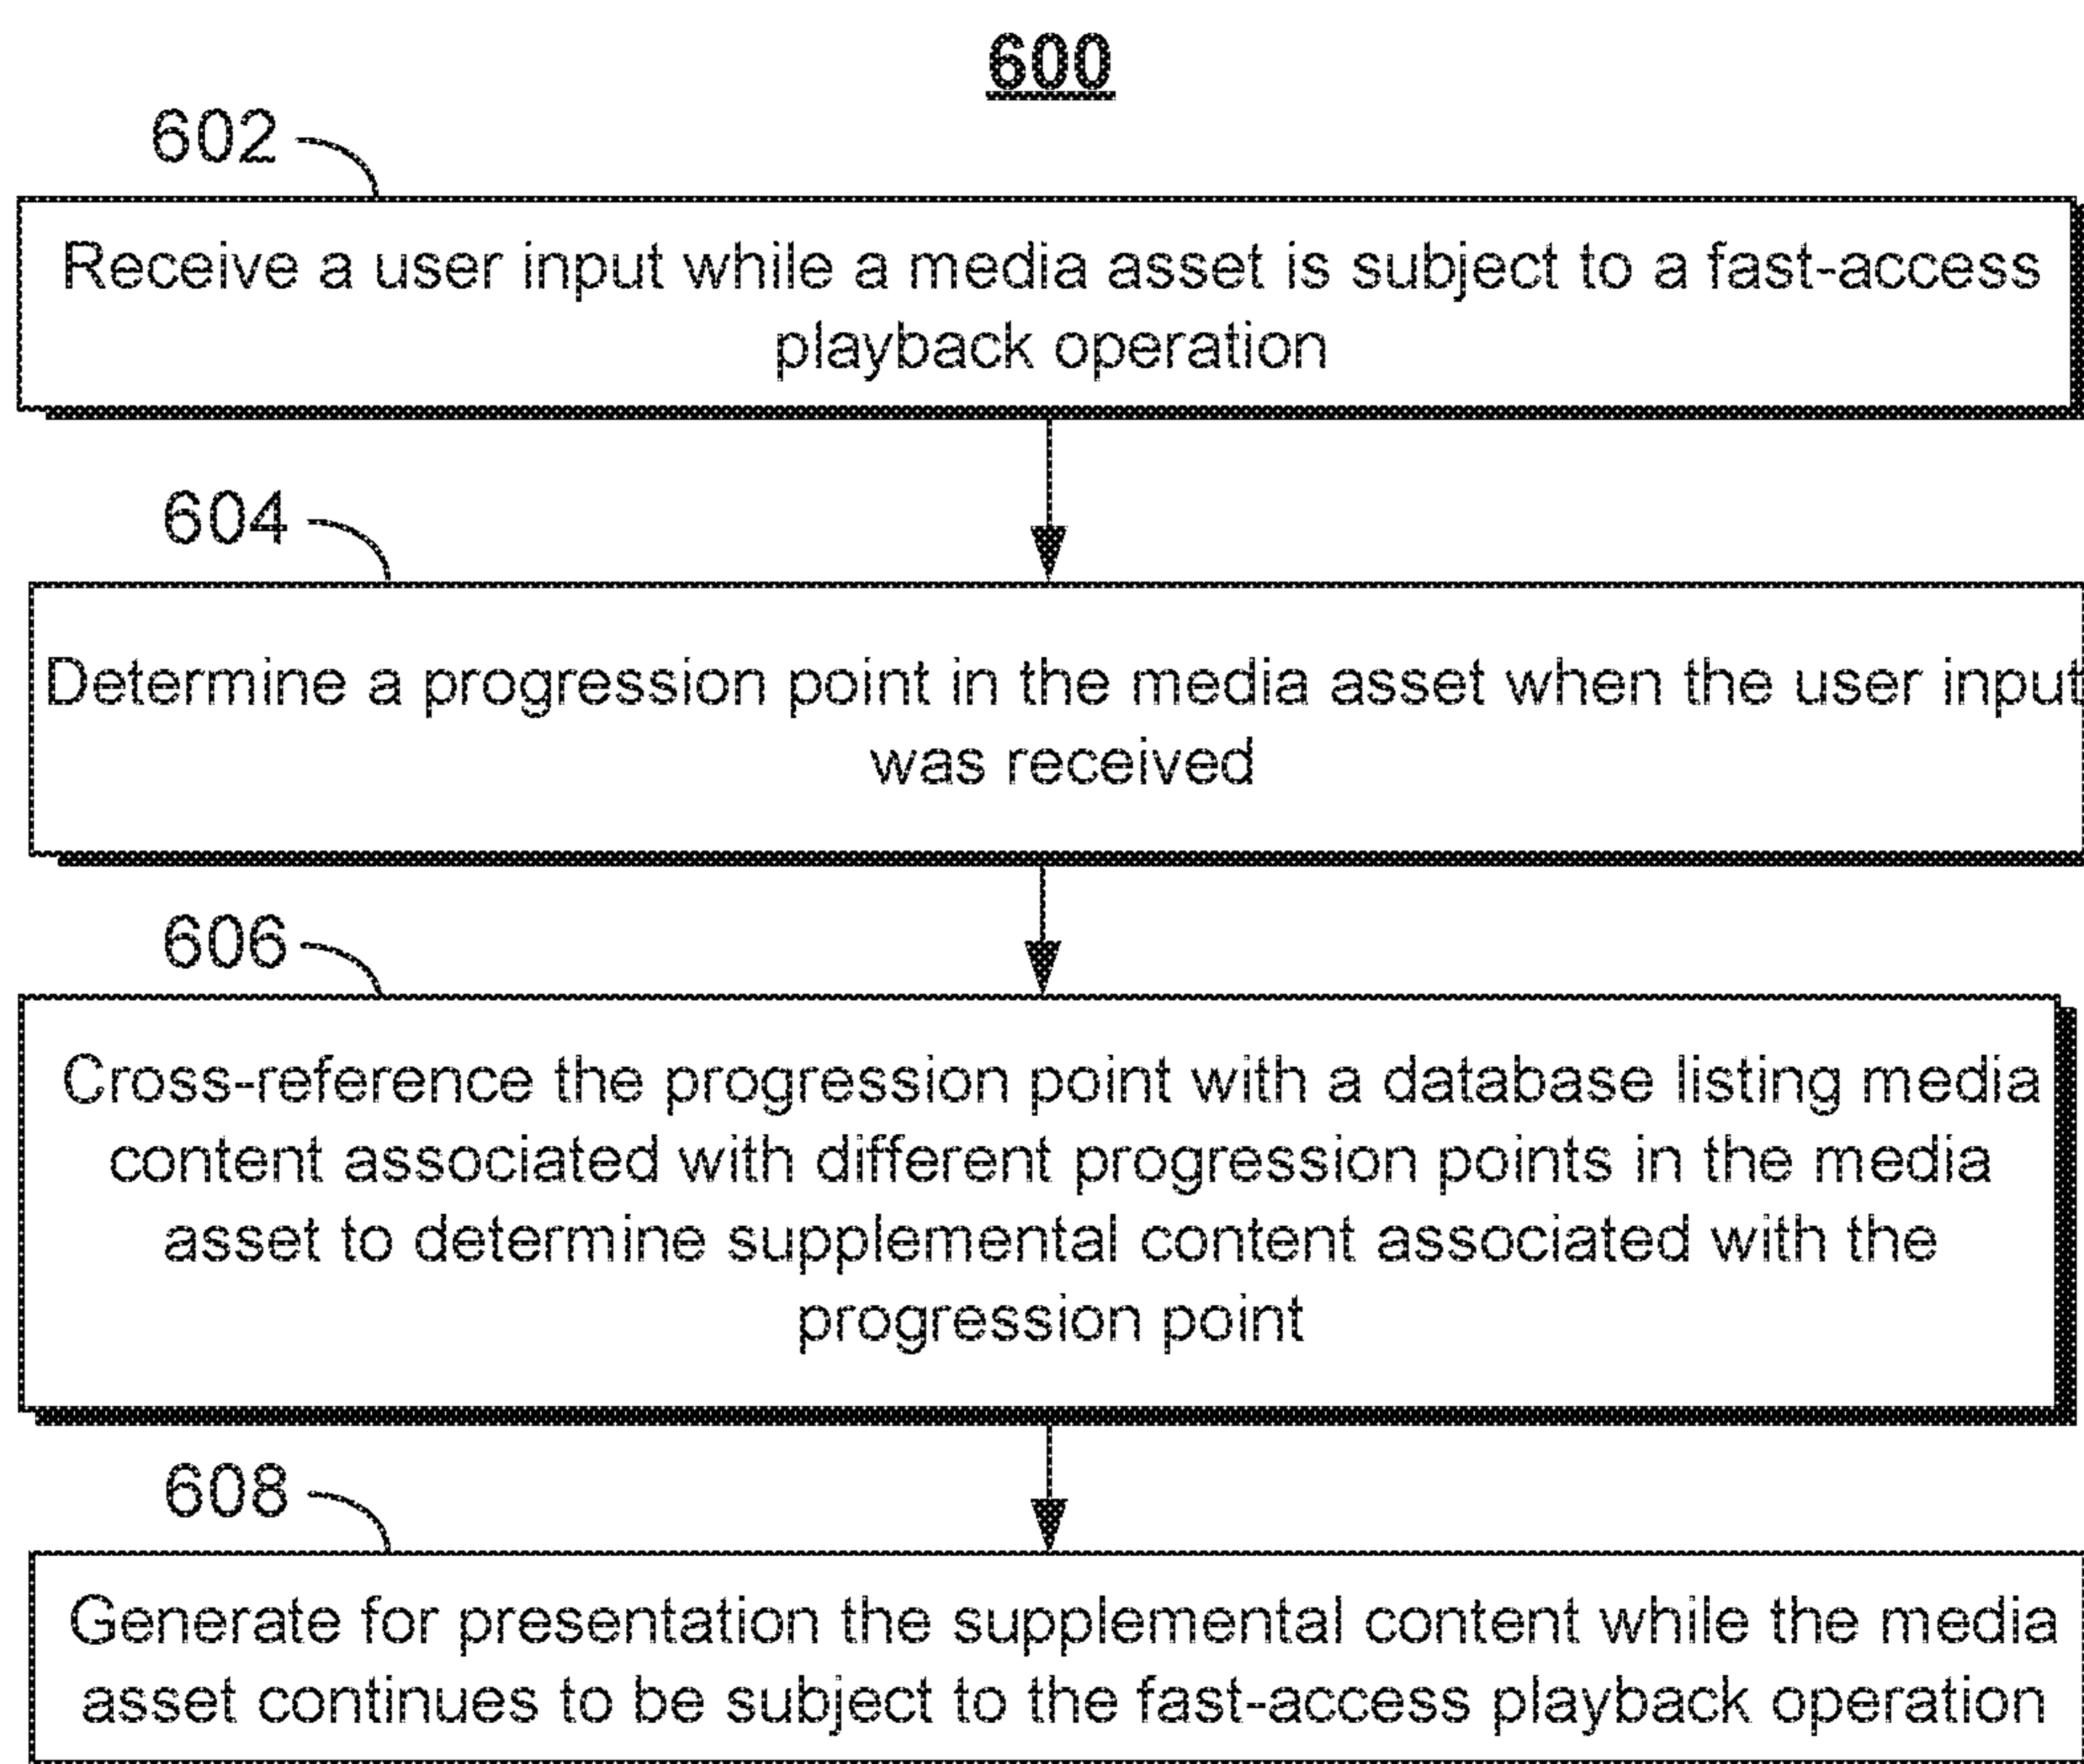 600
602
Receive a user input while a media asset is subject to a fast-access
playback operation
604
Determine a progression point in the media asset when the user input
was received
606
Cross-reference the progression point with a database listing media
content associated with different progression points in the media
asset to determine supplemental content associated with the
progression point
608
Generate for presentation the supplemental content while the media
asset continues to be subject to the fast-access playback operation